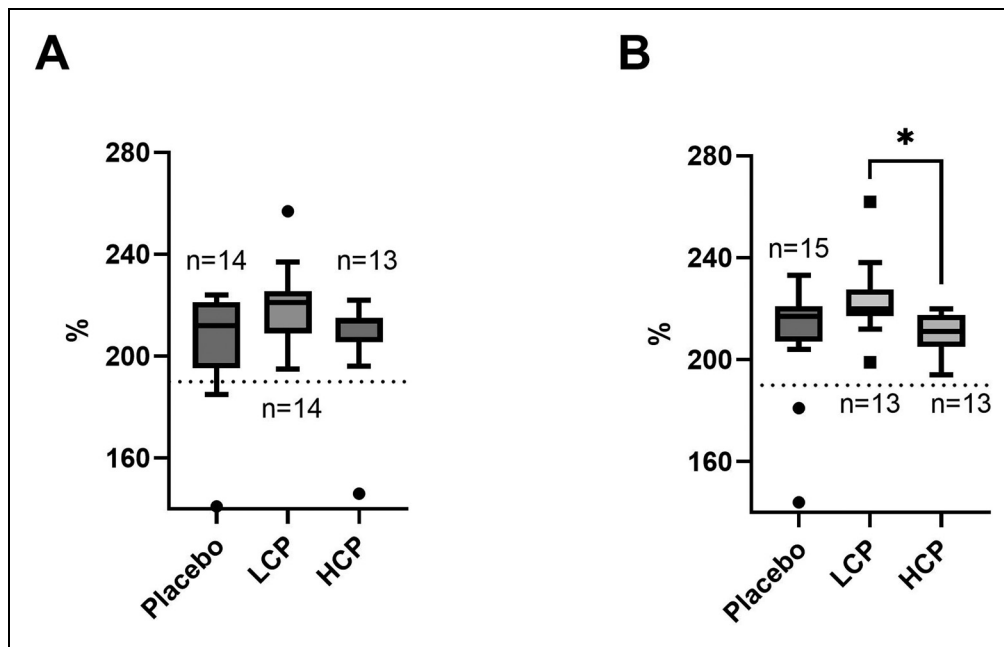 A
B
280
240
200
160
%
n=14
n=13
n=14
Placebo
LCP
HCP
280
240
200
160
%
*
n=15
n=13
n=13
Placebo
LCP
HCP